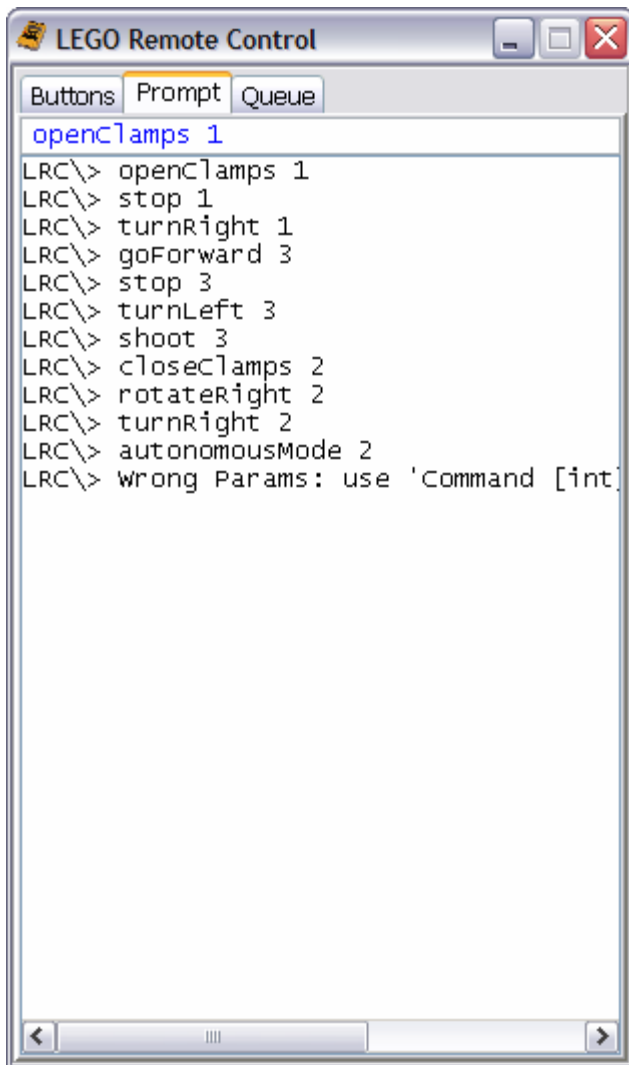 LEGO Remote Control
Buttons Prompt Queue
openClamps 1
LRC\> openClamps 1
LRC\> stop 1
LRC\> turnRight 1
LRC\> goForward 3
LRC\> stop 3
LRC\> turnLeft 3
LRC\> shoot 3
LRC\> closeClamps 2
LRC\> rotateRight 2
LRC\> turnRight 2
LRC\> autonomousMode 2
LRC\> Wrong Params: use 'Command [int]